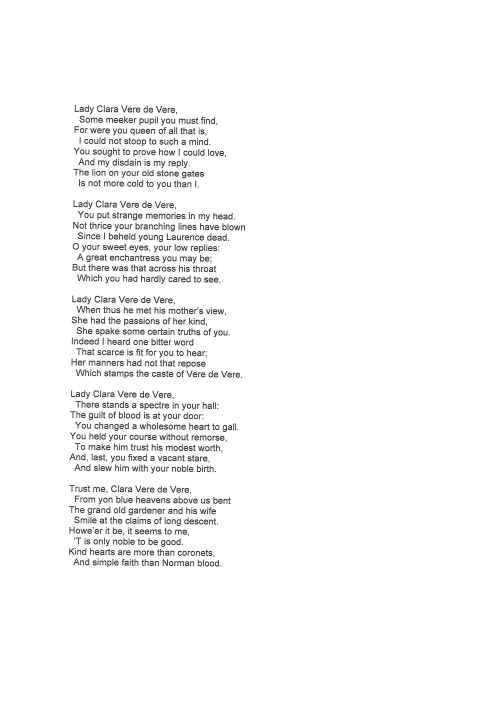 Lady Clara Vere de Vere,
Some meeker pupil you must find,
For were you queen of all that is,
I could not stoop to such a mind.
You sought to prove how I could love,
And my disdain is my reply.
The lion on your old stone gates
Is not more cold to you than I.

Lady Clara Vere de Vere,
You put strange memories in my head.
Not thrice your branching lines have blown
Since I beheld young Laurence dead.
O your sweet eyes, your low replies:
A great enchantress you may be;
But there was that across his throat
Which you had hardly cared to see.

Lady Clara Vere de Vere,
When thus he met his mother's view,
She had the passions of her kind,
She spake some certain truths of you.
Indeed I heard one bitter word
That scarce is fit for you to hear;
Her manners had not that repose
Which stamps the caste of Vere de Vere.

Lady Clara Vere de Vere,
There stands a spectre in your hall:
The guilt of blood is at your door:
You changed a wholesome heart to gall.
You held your course without remorse,
To make him trust his modest worth,
And, last, you fixed a vacant stare,
And slew him with your noble birth.

Trust me, Clara Vere de Vere,
From yon blue heavens above us bent
The grand old gardener and his wife
Smile at the claims of long descent.
Howe'er it be, it seems to me,
'T is only noble to be good.
Kind hearts are more than coronets,
And simple faith than Norman blood.